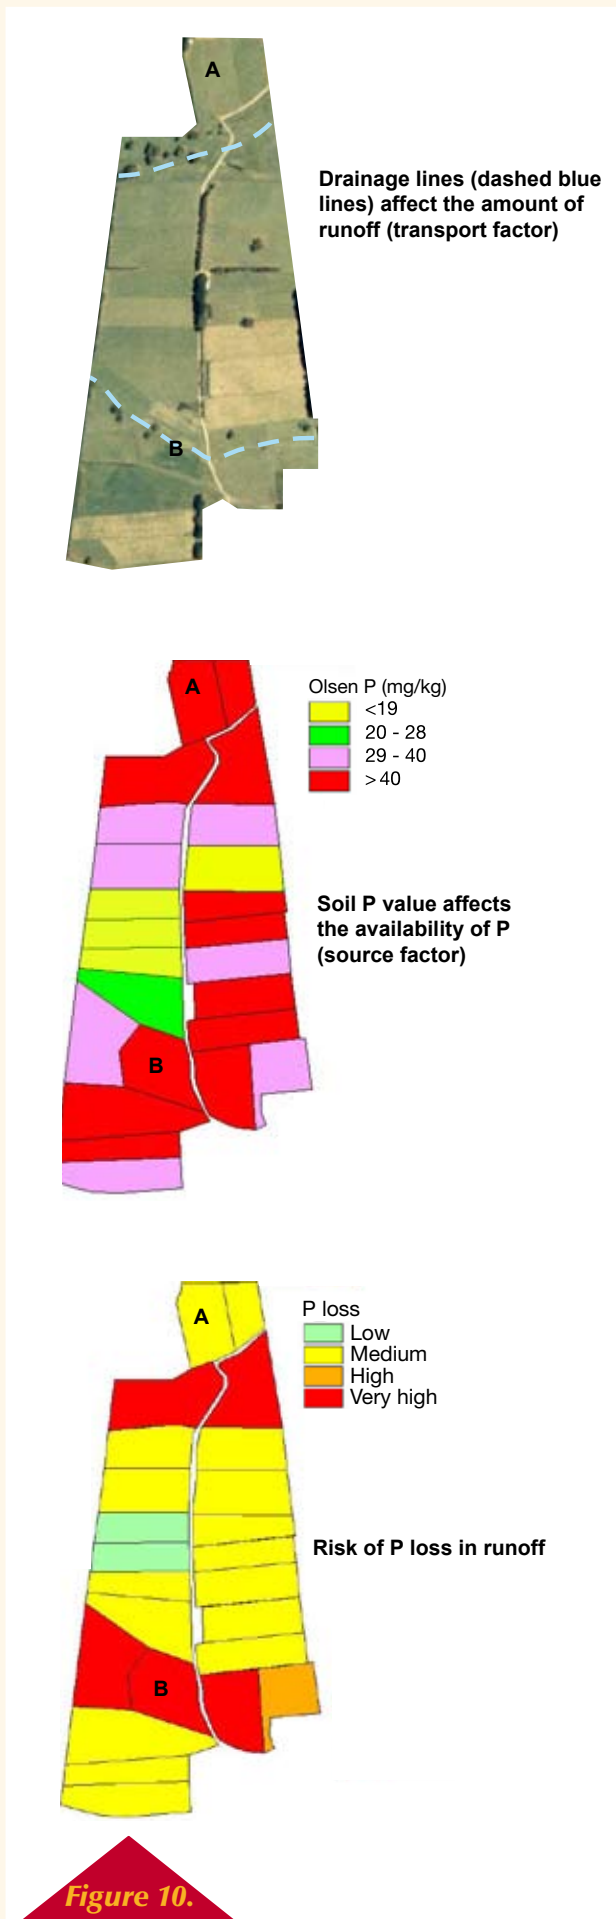 A
Drainage lines (dashed blue
lines) affect the amount of
runoff (transport factor)
B
A
Olsen P (mg/kg)
<19
20 - 28
29 - 40
>40
Soil P value affects
the availability of P
(source factor)
B
A
P loss
Low
Medium
High
Very high
Risk of P loss in runoff
B
Figure 10.